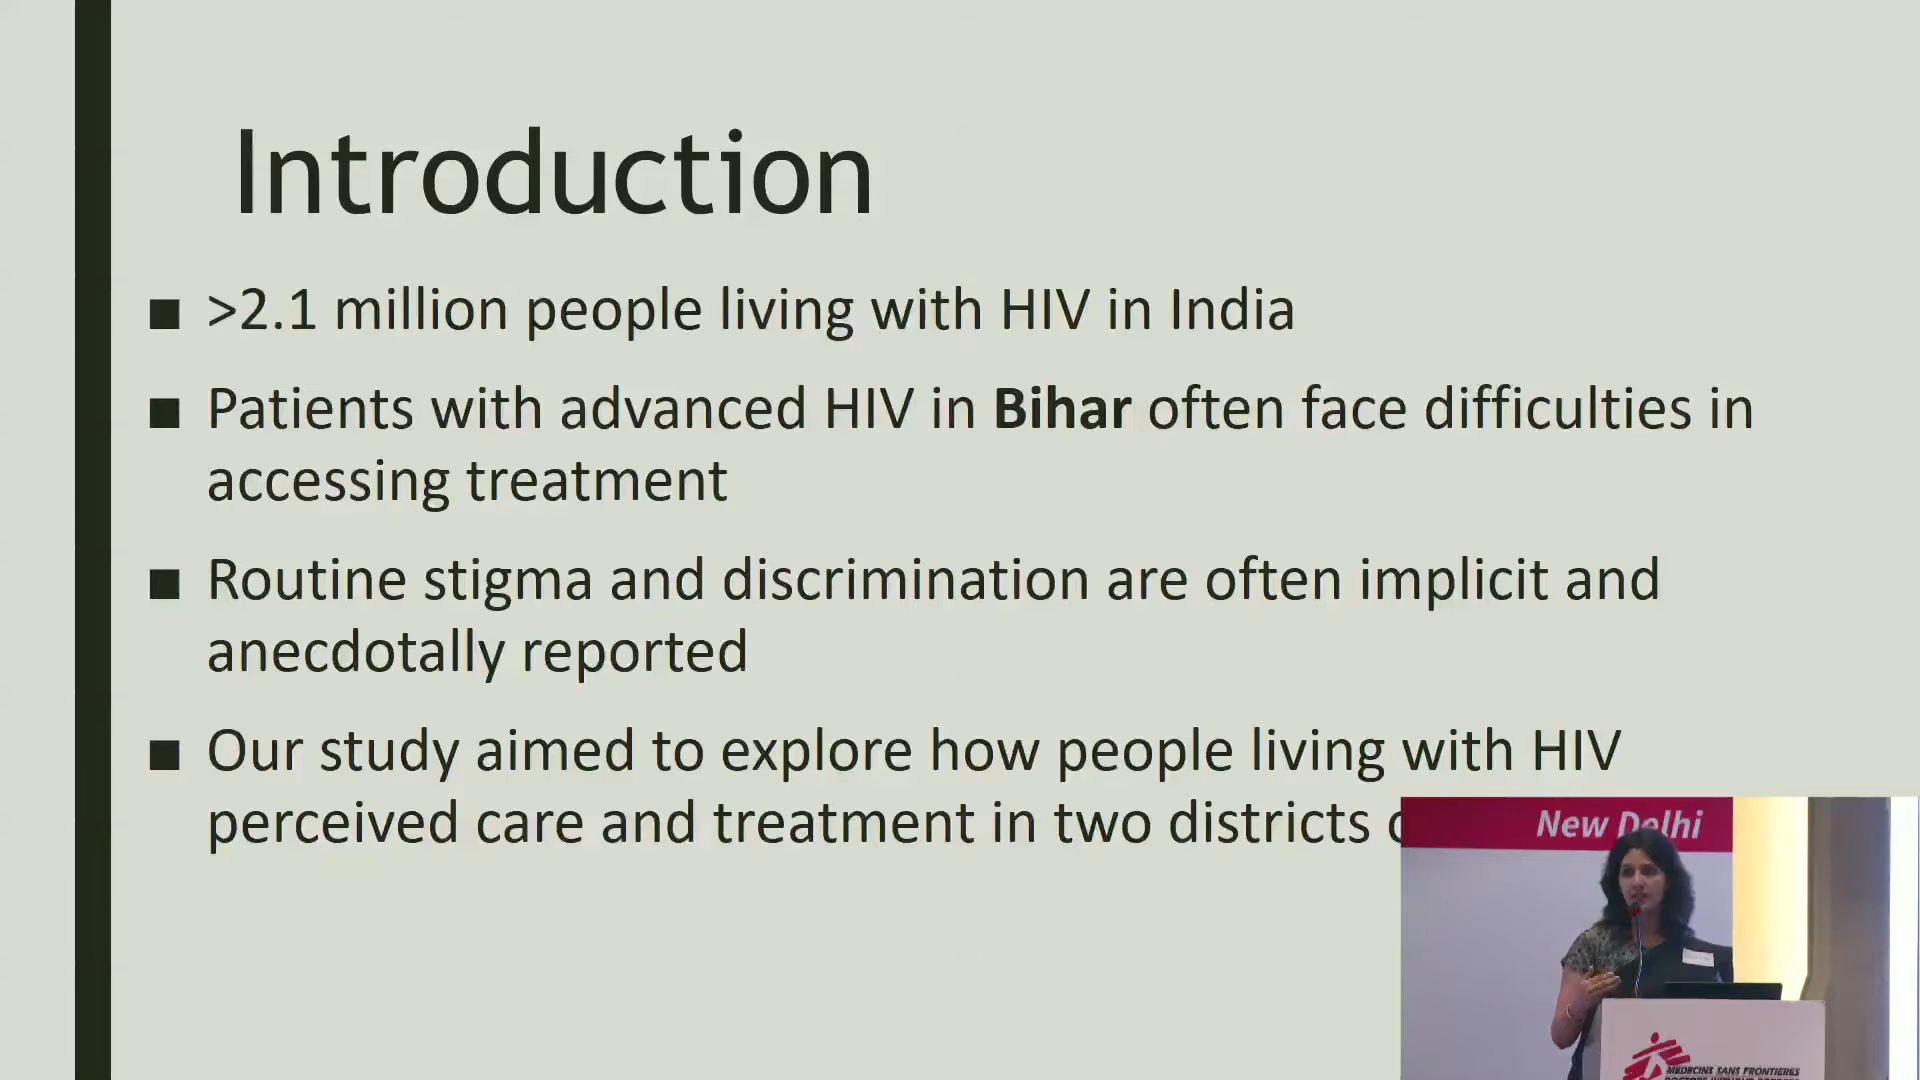 Introduction
■ >2.1 million people living with HIV in India
■ Patients with advanced HIV in Bihar often face difficulties in
accessing treatment
■ Routine stigma and discrimination are often implicit and
anecdotally reported
■ Our study aimed to explore how people living with HIV
perceived care and treatment in two districts
New Delhi
MEDECINS SANS FRONTIERES